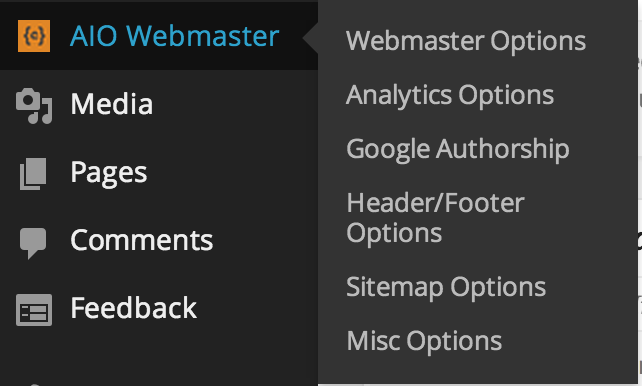 AIO Webmaster
Media
Pages
Comments
Feedback
Webmaster Options
Analytics Options
Google Authorship
Header/Footer
Options
Sitemap Options
Misc Options